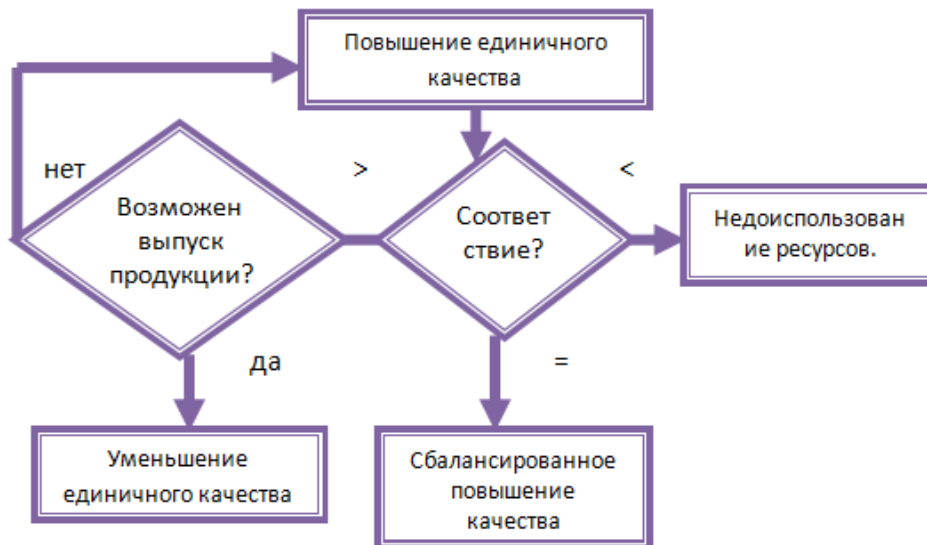 Повышение единичного
качества
нет
>
<
Возможен
выпуск
продукции?
Соответ
ствие?
Недоиспользован
ие ресурсов.
да
=
Уменьшение
единичного качества
Сбалансированное
повышение
качества